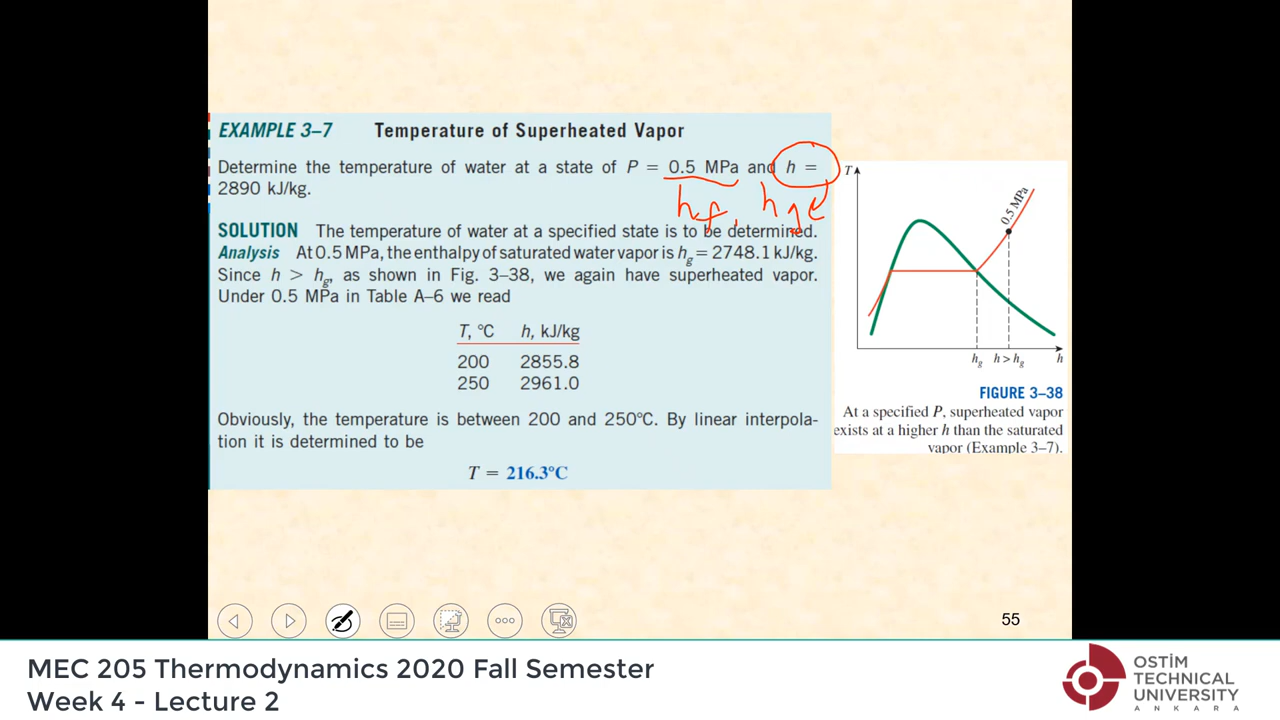 EXAMPLE 3–7 Temperature of Superheated Vapor
Determine the temperature of water at a state of P = 0.5 MPa and h =
2890 kJ/kg.
hf, hg
SOLUTION The temperature of water at a specified state is to be determined.
Analysis At 0.5 MPa, the enthalpy of saturated water vapor is hg = 2748.1 kJ/kg.
Since h > hg, as shown in Fig. 3–38, we again have superheated vapor.
Under 0.5 MPa in Table A–6 we read
T, °C h, kJ/kg
200 2855.8
250 2961.0
Obviously, the temperature is between 200 and 250°C. By linear interpola-
tion it is determined to be
T = 216.3°C
T
0.5 MPa
hg h > hg h
FIGURE 3–38
At a specified P, superheated vapor
exists at a higher h than the saturated
vapor (Example 3–7).
55
MEC 205 Thermodynamics 2020 Fall Semester
Week 4 - Lecture 2
OSTİM
TECHNICAL
UNIVERSITY
ANKARA